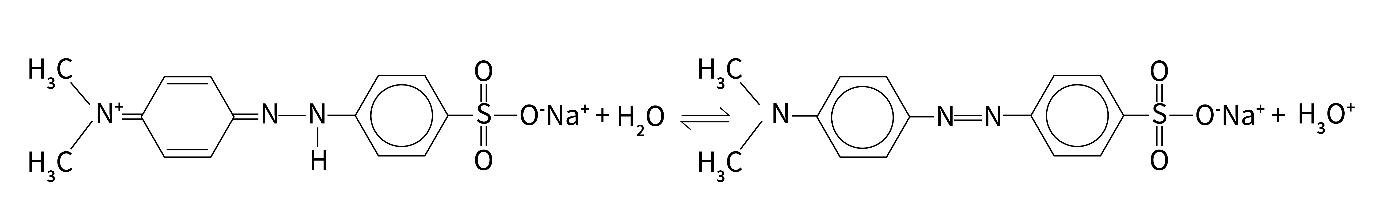 H₃C O H₃C O
N⁺ N N S O⁻Na⁺ + H₂O ⇌ N N N S O⁻Na⁺ + H₃O⁺
H₃C H O H₃C O